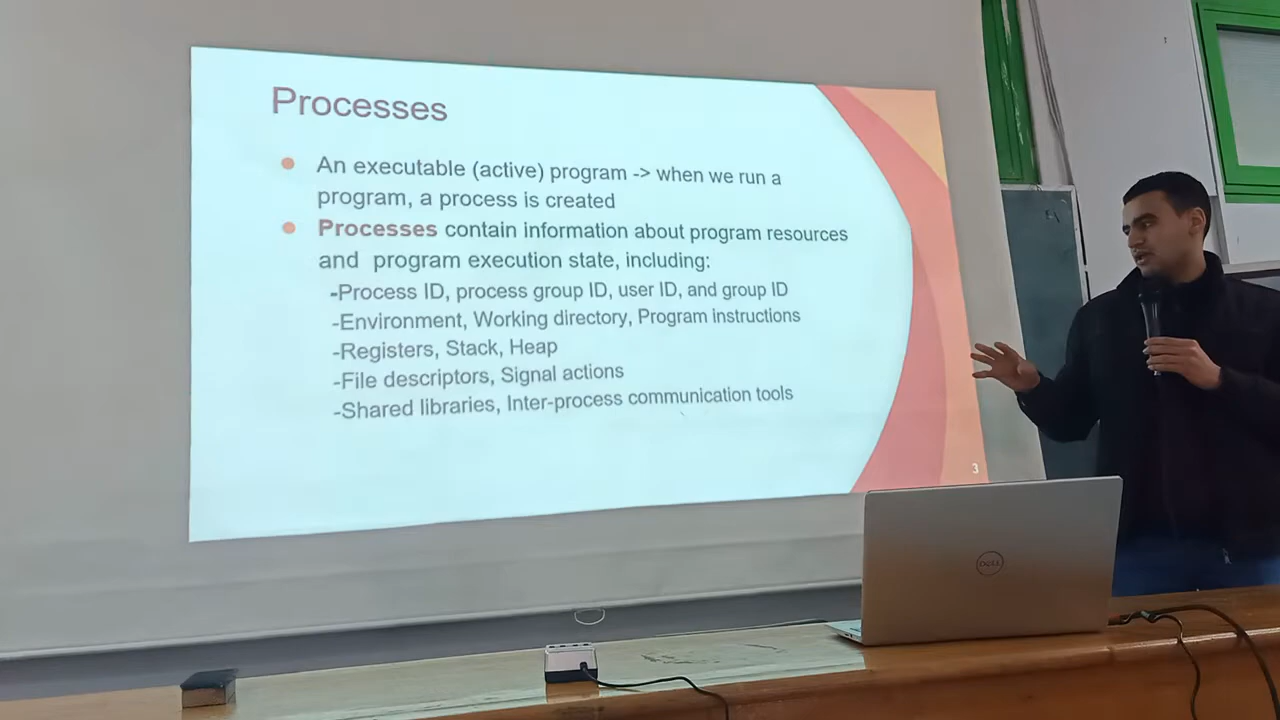 Processes
An executable (active) program -> when we run a
program, a process is created
Processes contain information about program resources
and program execution state, including:
-Process ID, process group ID, user ID, and group ID
-Environment, Working directory, Program instructions
-Registers, Stack, Heap
-File descriptors, Signal actions
-Shared libraries, Inter-process communication tools
3
DELL